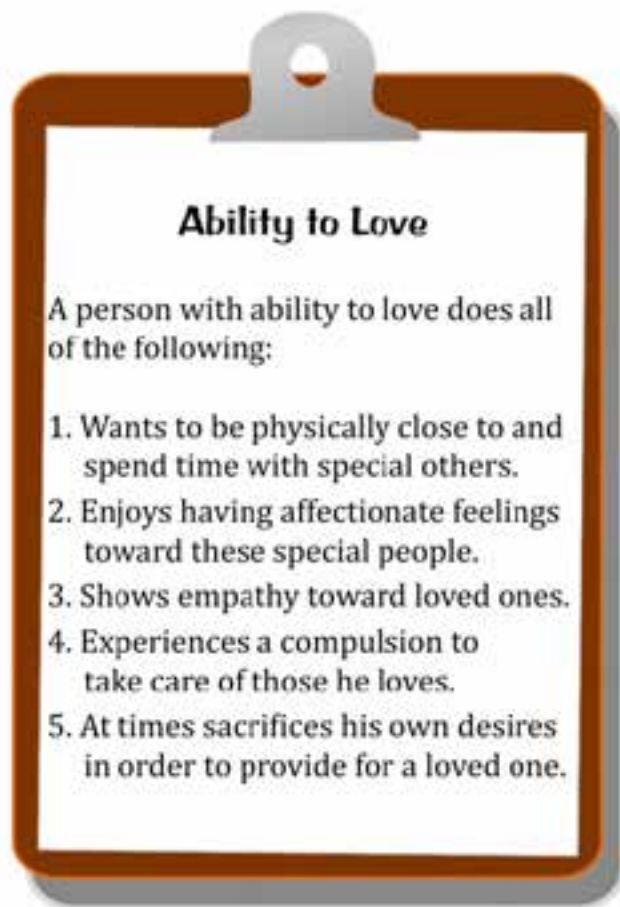 Ability to Love
A person with ability to love does all
of the following:
1. Wants to be physically close to and
spend time with special others.
2. Enjoys having affectionate feelings
toward these special people.
3. Shows empathy toward loved ones.
4. Experiences a compulsion to
take care of those he loves.
5. At times sacrifices his own desires
in order to provide for a loved one.